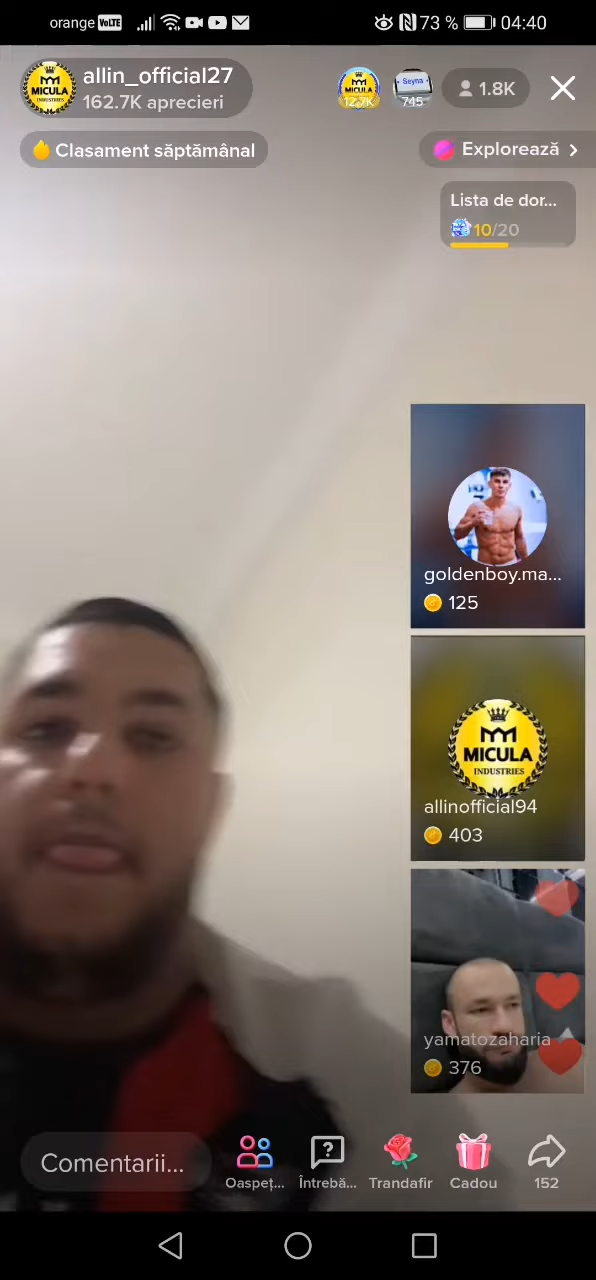 orange VoLTE 73 % 04:40
allin_official27
162.7K aprecieri
MICULA
INDUSTRIES
MICULA
12.7K
Seyna
745
1.8K
Clasament săptămânal
Explorează
Lista de dor...
10/20
goldenboy.ma...
125
MICULA
INDUSTRIES
allinofficial94
403
yamatozaharia
376
Comentarii...
Oaspeț...
Întrebă...
Trandafir
Cadou
152